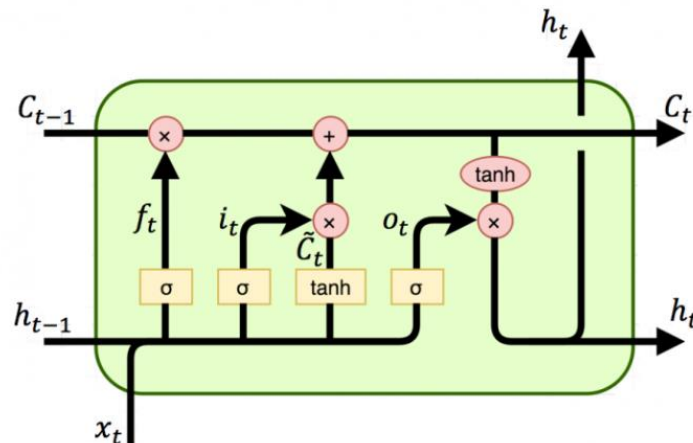 h_t
C_{t-1} × + C_t
tanh
f_t i_t × o_t ×
C̃_t
σ σ tanh σ
h_{t-1} h_t
x_t